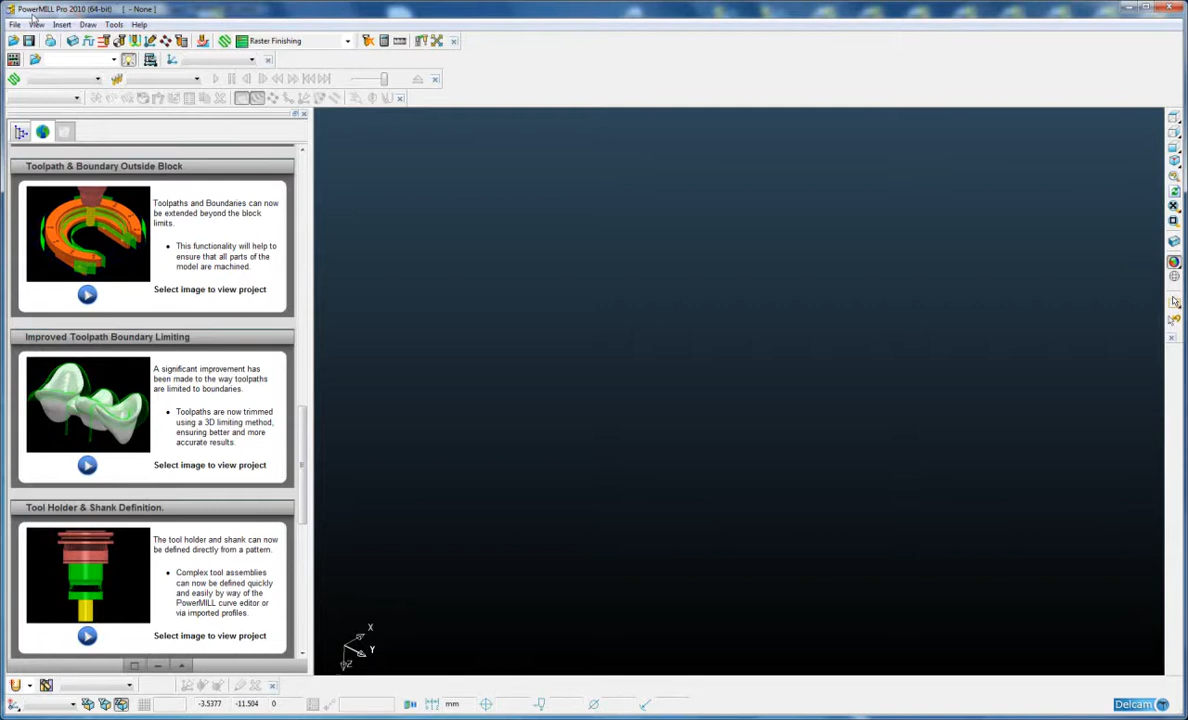 PowerMILL Pro 2010 (64-bit) [ - None ]
File View Insert Draw Tools Help
Raster Finishing
Toolpath & Boundary Outside Block
Toolpaths and Boundaries can now
be extended beyond the block
limits.
• This functionality will help to
ensure that all parts of the
model are machined.
Select image to view project
Improved Toolpath Boundary Limiting
A significant improvement has
been made to the way toolpaths
are limited to boundaries.
• Toolpaths are now trimmed
using a 3D limiting method,
ensuring better and more
accurate results.
Select image to view project
Tool Holder & Shank Definition.
The tool holder and shank can now
be defined directly from a pattern.
• Complex tool assemblies
can now be defined quickly
and easily by way of the
PowerMILL curve editor or
via imported profiles.
Select image to view project
X
Y
Z
-3.5377 -11.504 0 mm Delcam